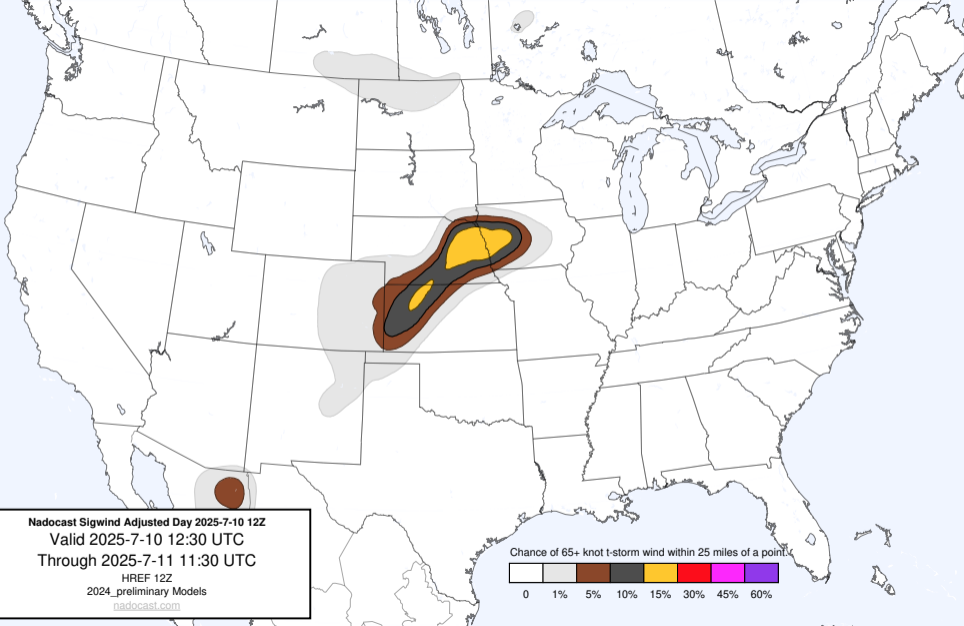 Nadocast Sigwind Adjusted Day 2025-7-10 12Z
Valid 2025-7-10 12:30 UTC
Through 2025-7-11 11:30 UTC
HREF 12Z
2024_preliminary Models
nadocast.com
Chance of 65+ knot t-storm wind within 25 miles of a point.
0 1% 5% 10% 15% 30% 45% 60%